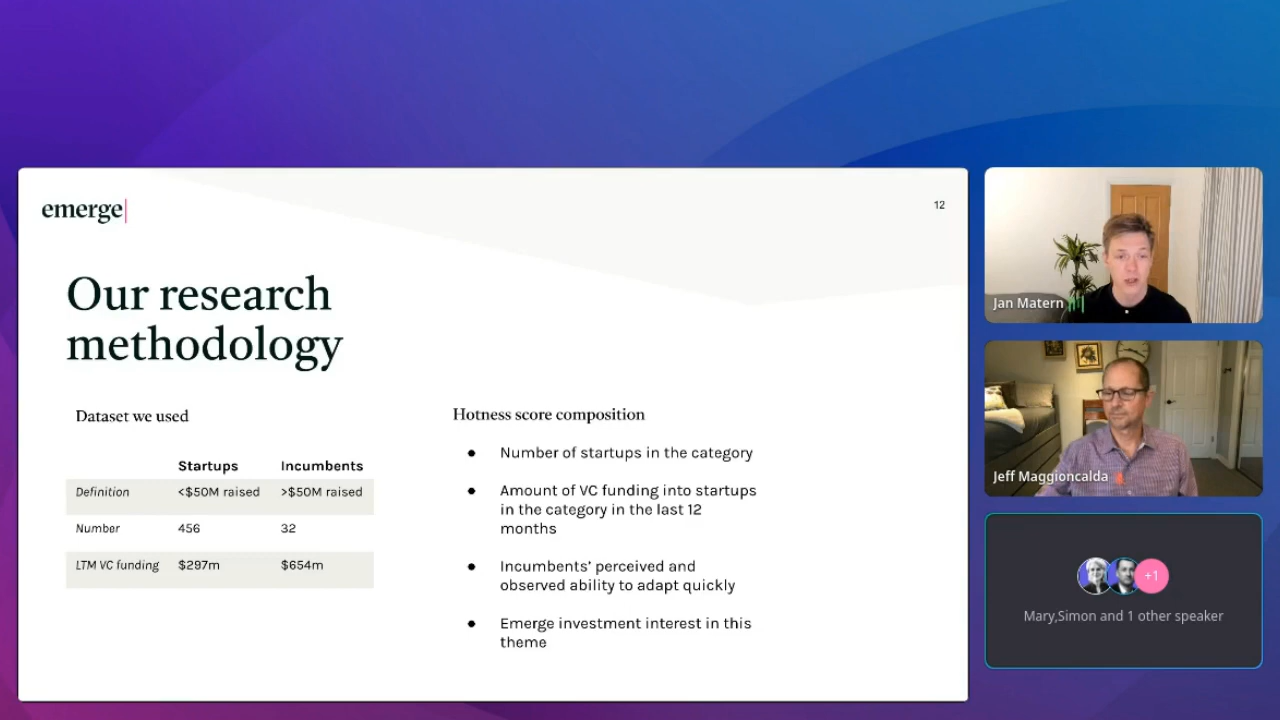 emerge
12
Our research
methodology
Dataset we used
Startups Incumbents
Definition <$50M raised >$50M raised
Number 456 32
LTM VC funding $297m $654m
Hotness score composition
● Number of startups in the category
● Amount of VC funding into startups
in the category in the last 12
months
● Incumbents’ perceived and
observed ability to adapt quickly
● Emerge investment interest in this
theme
Jan Matern
Jeff Maggioncalda
+1
Mary,Simon and 1 other speaker